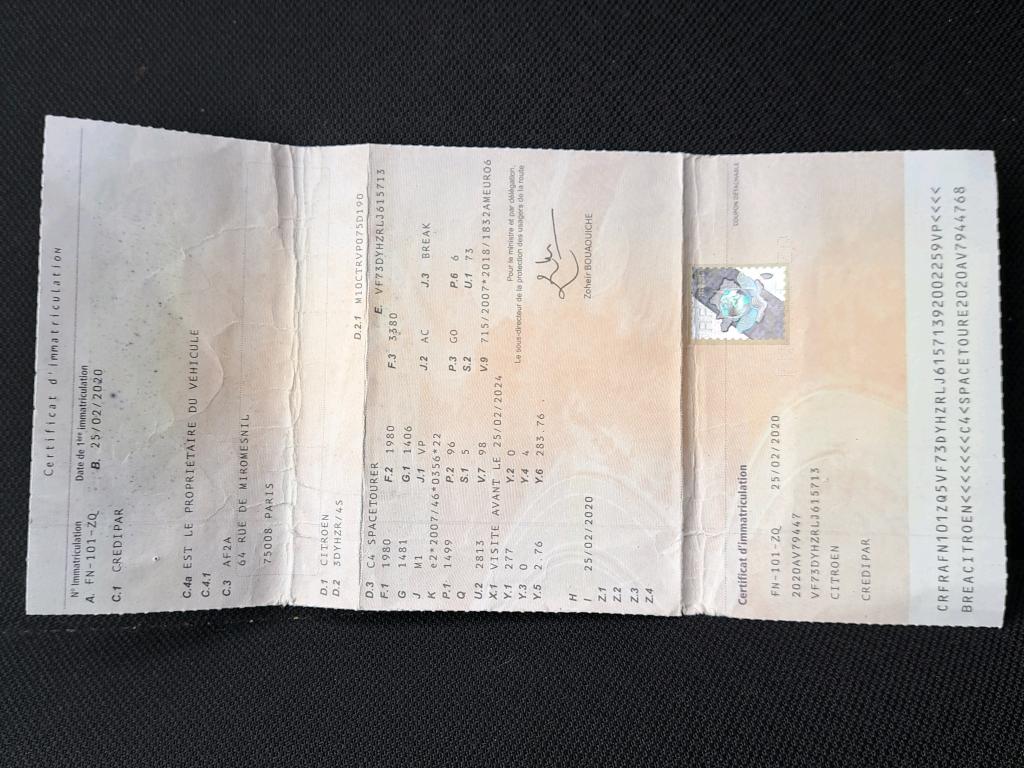 Certificat d'immatriculation
N° Immatriculation Date de 1ère immatriculation
A. FN-101-ZQ B. 25/02/2020
C.1 CREDIPAR
C.4a EST LE PROPRIETAIRE DU VEHICULE
C.4.1
C.3 AF2A
64 RUE DE MIROMESNIL
75008 PARIS
D.1 CITROEN
D.2 3DYHZR/4S
D.2.1 M10CTRVP075D190
D.3 C4 SPACETOURER E. VF73DYHZRLJ615713
F.1 1980 F.2 1980 F.3 3380
G 1481 G.1 1406
J M1 J.1 VP J.2 AC J.3 BREAK
K e2*2007/46*0356*22
P.1 1499 P.2 96 P.3 GO P.6 6
Q S.1 5 S.2 U.1 73
U.2 2813 V.7 98 V.9 715/2007*2018/1832AMEURO6
X.1 VISITE AVANT LE 25/02/2024
Y.1 277 Y.2 0 Pour le ministre et par délégation,
Y.3 0 Y.4 4 Le sous-directeur de la protection des usagers de la route
Y.5 2.76 Y.6 283.76
H
I 25/02/2020 Zoheir BOUAOUICHE
Z.1
Z.2
Z.3
Z.4
COUPON DÉTACHABLE
RF
Certificat d'immatriculation
FN-101-ZQ 25/02/2020
2020AV79447
VF73DYHZRLJ615713
CITROEN
CREDIPAR
CRFRAFN101ZQ5VF73DYHZRLJ61571392002259VP<<<<
BREACITROEN<<<<<<C4<SPACETOURE2020AV7944768